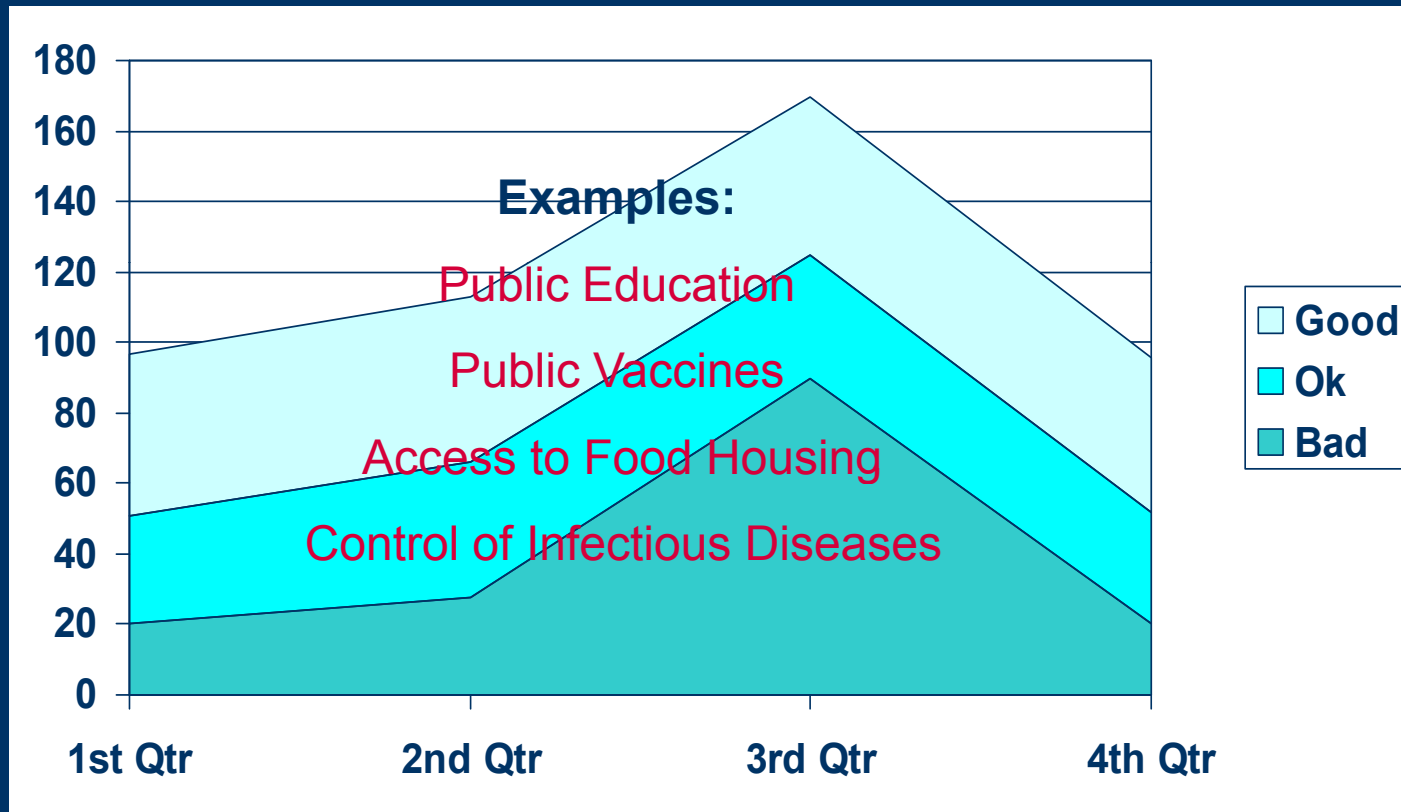 180
160
140
120
100
80
60
40
20
0
Examples:
Public Education
Public Vaccines
Access to Food Housing
Control of Infectious Diseases
1st Qtr 2nd Qtr 3rd Qtr 4th Qtr
Good
Ok
Bad